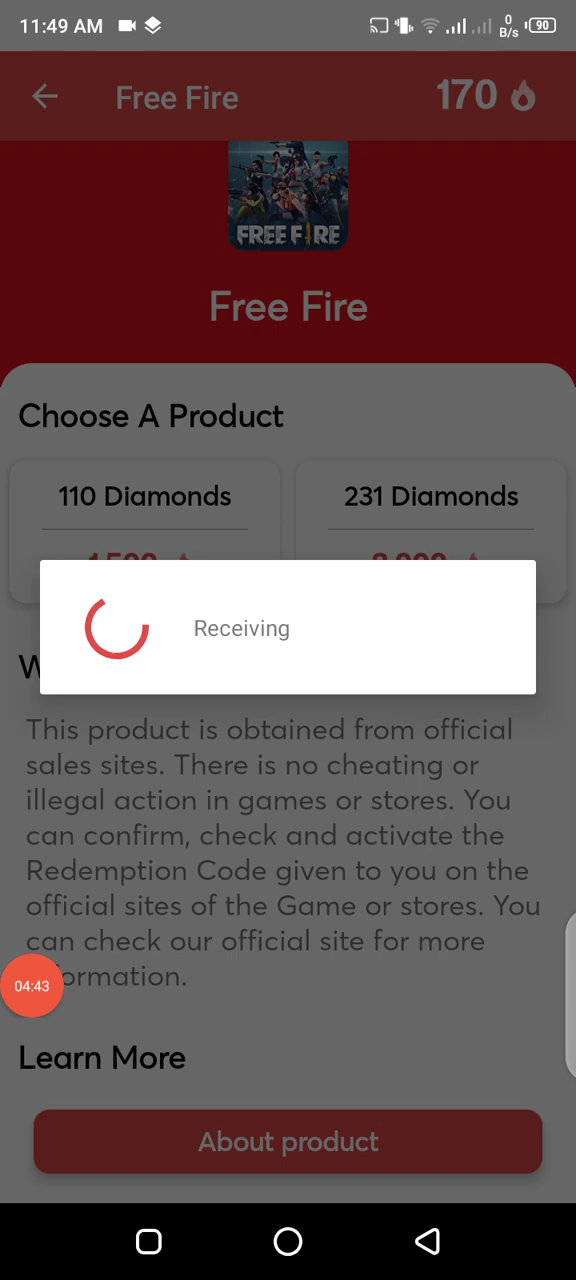 11:49 AM
0
B/s
90
Free Fire
170
FREE FIRE
Free Fire
Choose A Product
110 Diamonds
231 Diamonds
Receiving
This product is obtained from official
sales sites. There is no cheating or
illegal action in games or stores. You
can confirm, check and activate the
Redemption Code given to you on the
official sites of the Game or stores. You
can check our official site for more
04:43
Learn More
About product